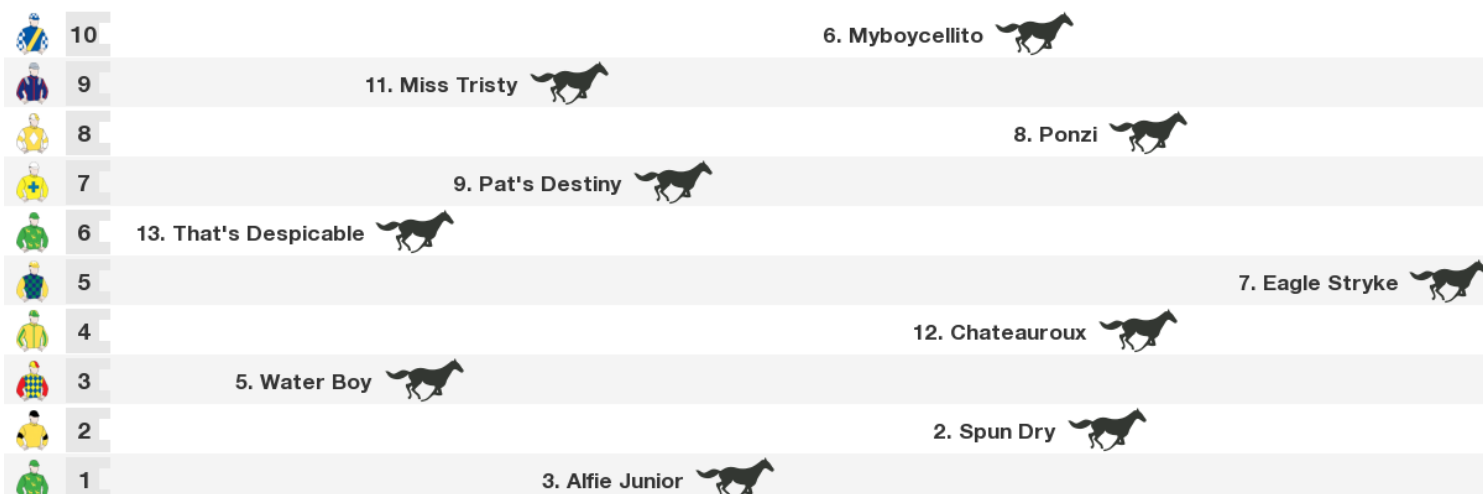 10 6. Myboycellito
9 11. Miss Tristy
8 8. Ponzi
7 9. Pat's Destiny
6 13. That's Despicable
5 7. Eagle Stryke
4 12. Chateauroux
3 5. Water Boy
2 2. Spun Dry
1 3. Alfie Junior